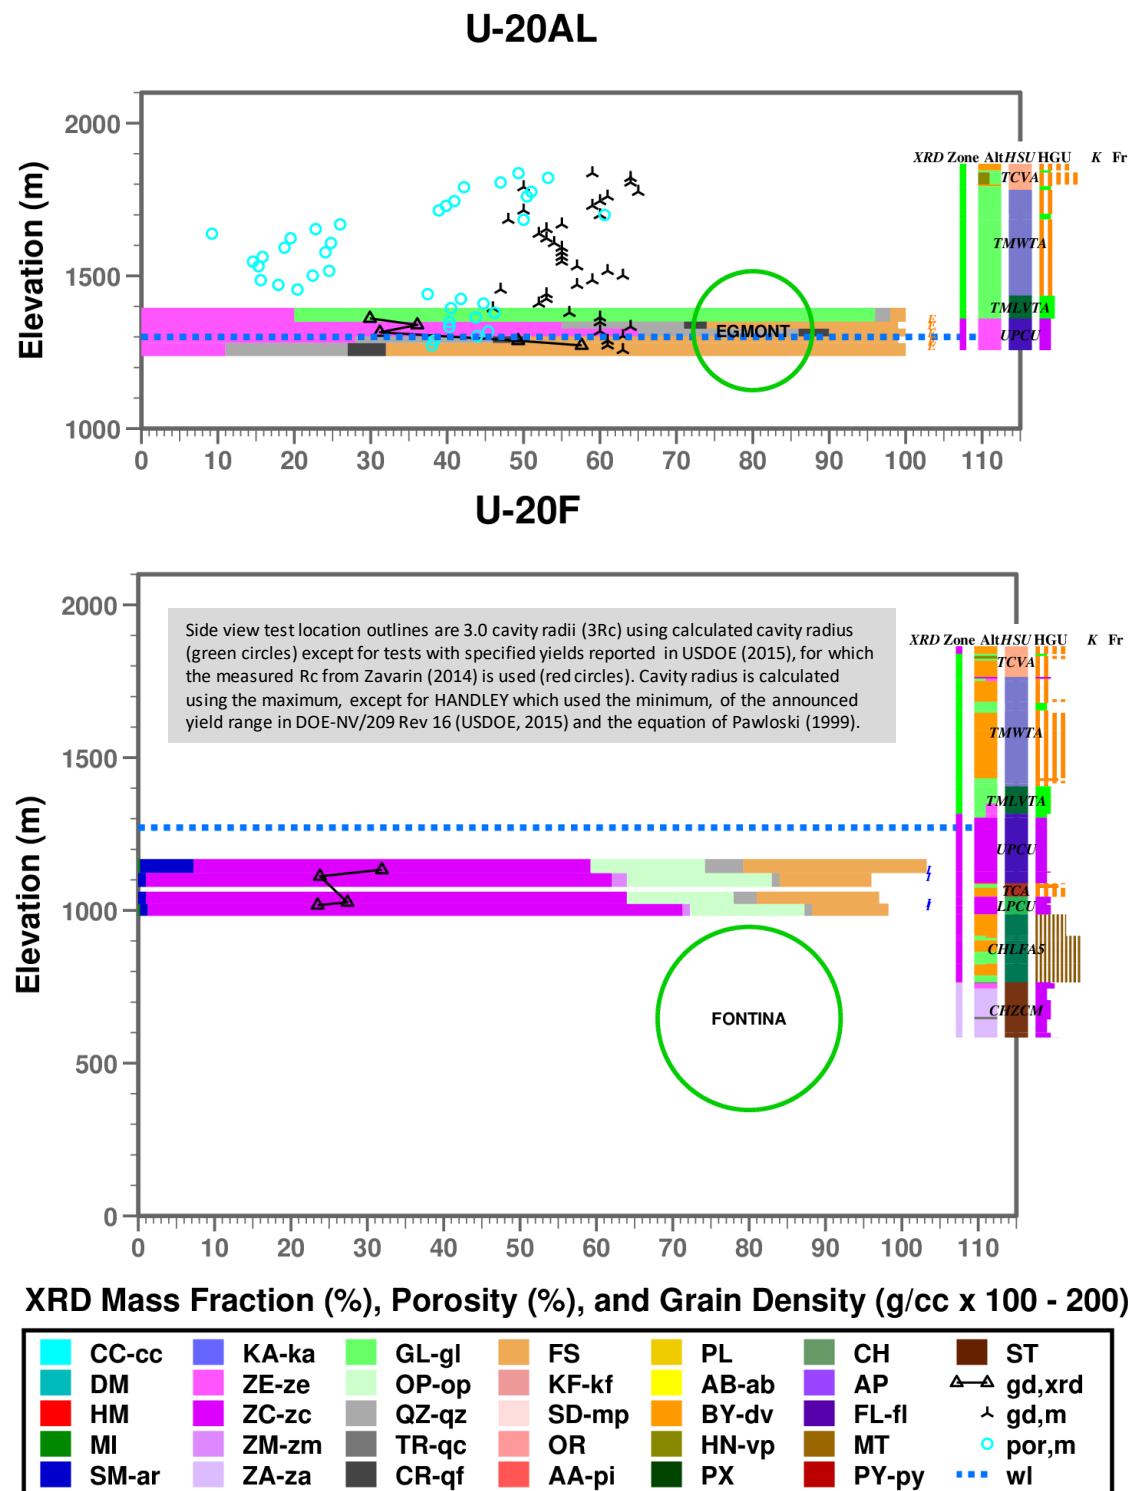 U-20AL
Elevation (m)
2000
1500
1000
0 10 20 30 40 50 60 70 80 90 100 110
XRD Zone Alt HSU HGU K Fr
TCVA
TMWTA
TMLVTA
UPCU
EGMONT
U-20F
Elevation (m)
2000
1500
1000
500
0
0 10 20 30 40 50 60 70 80 90 100 110
Side view test location outlines are 3.0 cavity radii (3Rc) using calculated cavity radius
(green circles) except for tests with specified yields reported in USDOE (2015), for which
the measured Rc from Zavarin (2014) is used (red circles). Cavity radius is calculated
using the maximum, except for HANDLEY which used the minimum, of the announced
yield range in DOE-NV/209 Rev 16 (USDOE, 2015) and the equation of Pawloski (1999).
XRD Zone Alt HSU HGU K Fr
TCVA
TMWTA
TMLVTA
UPCU
TCA
LPCU
CHLFA5
CHZCM
FONTINA
XRD Mass Fraction (%), Porosity (%), and Grain Density (g/cc x 100 - 200)
CC-cc KA-ka GL-gl FS PL CH ST
DM ZE-ze OP-op KF-kf AB-ab AP gd,xrd
HM ZC-zc QZ-qz SD-mp BY-dv FL-fl gd,m
MI ZM-zm TR-qc OR HN-vp MT por,m
SM-ar ZA-za CR-qf AA-pi PX PY-py wl